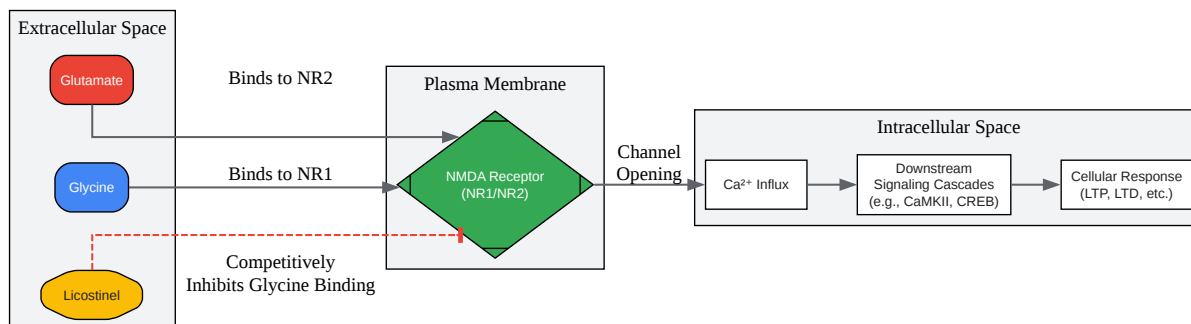 Extracellular Space
Glutamate
Binds to NR2
Glycine
Binds to NR1
Licostinel
Competitively
Inhibits Glycine Binding
Plasma Membrane
NMDA Receptor
(NR1/NR2)
Channel
Opening
Intracellular Space
Ca²⁺ Influx
Downstream
Signaling Cascades
(e.g., CaMKII, CREB)
Cellular Response
(LTP, LTD, etc.)